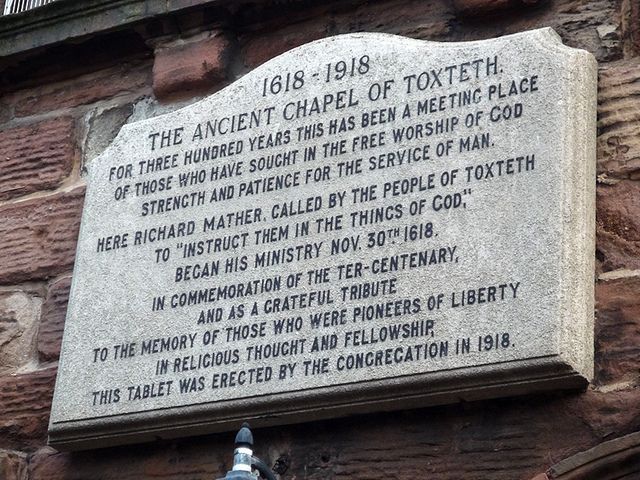 1618 - 1918
THE ANCIENT CHAPEL OF TOXTETH.
FOR THREE HUNDRED YEARS THIS HAS BEEN A MEETING PLACE
OF THOSE WHO HAVE SOUGHT IN THE FREE WORSHIP OF GOD
STRENGTH AND PATIENCE FOR THE SERVICE OF MAN.
HERE RICHARD MATHER, CALLED BY THE PEOPLE OF TOXTETH
TO "INSTRUCT THEM IN THE THINGS OF GOD,"
BEGAN HIS MINISTRY NOV. 30TH 1618.
IN COMMEMORATION OF THE TER-CENTENARY,
AND AS A GRATEFUL TRIBUTE
TO THE MEMORY OF THOSE WHO WERE PIONEERS OF LIBERTY
IN RELIGIOUS THOUGHT AND FELLOWSHIP,
THIS TABLET WAS ERECTED BY THE CONGREGATION IN 1918.